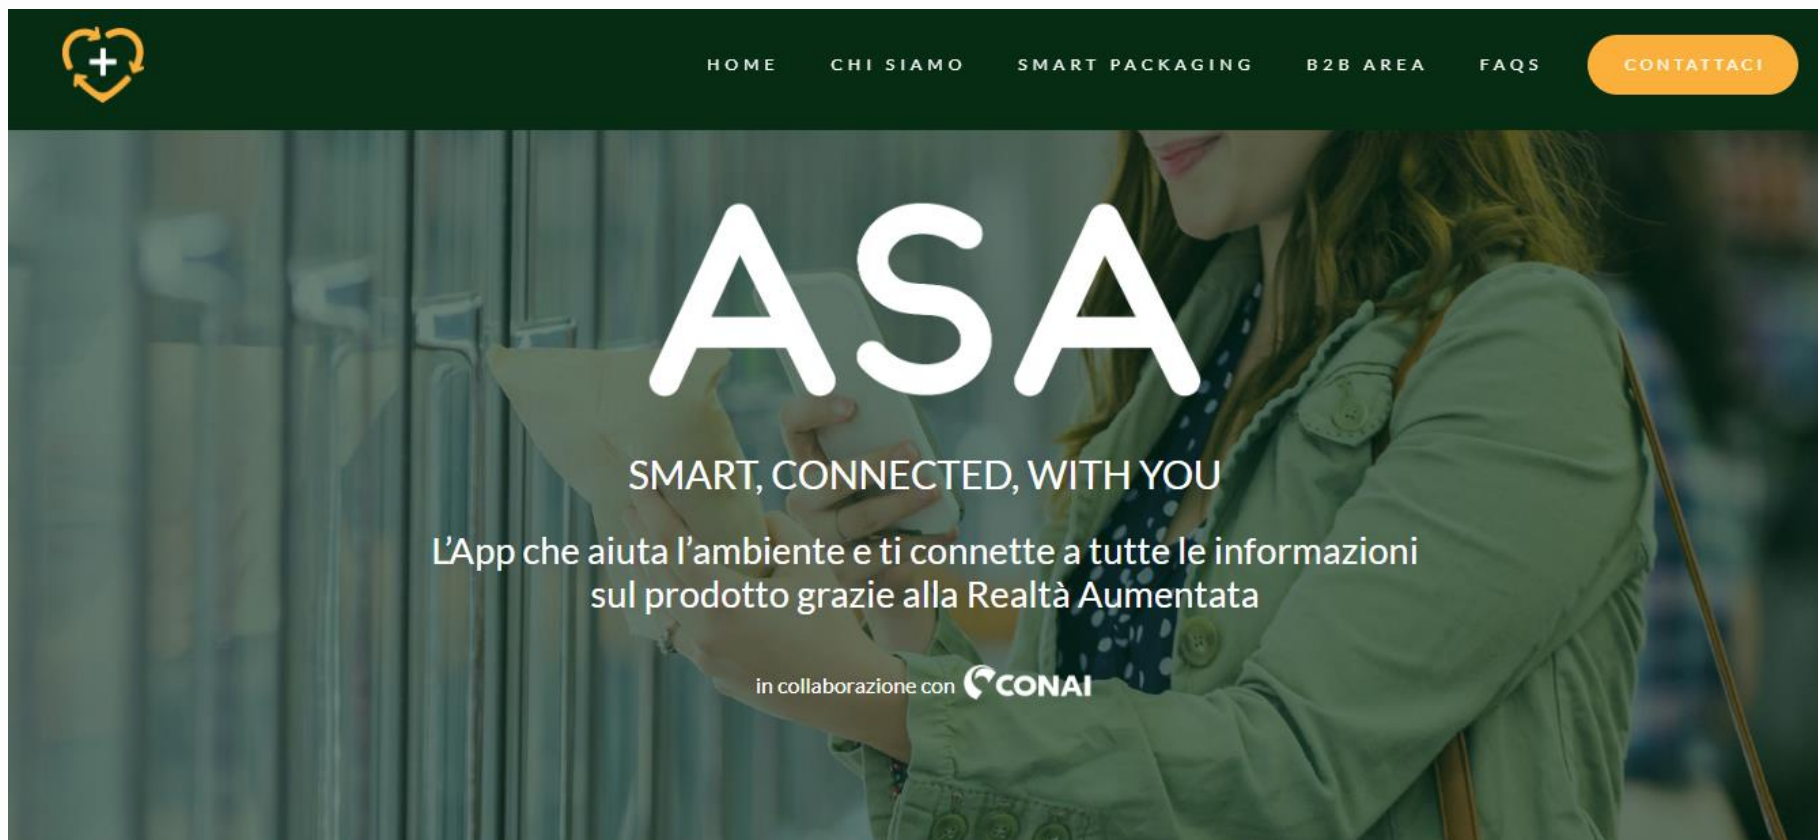 HOME CHI SIAMO SMART PACKAGING B2B AREA FAQS CONTATTACI
ASA
SMART, CONNECTED, WITH YOU
L'App che aiuta l'ambiente e ti connette a tutte le informazioni
sul prodotto grazie alla Realtà Aumentata
in collaborazione con CONAI